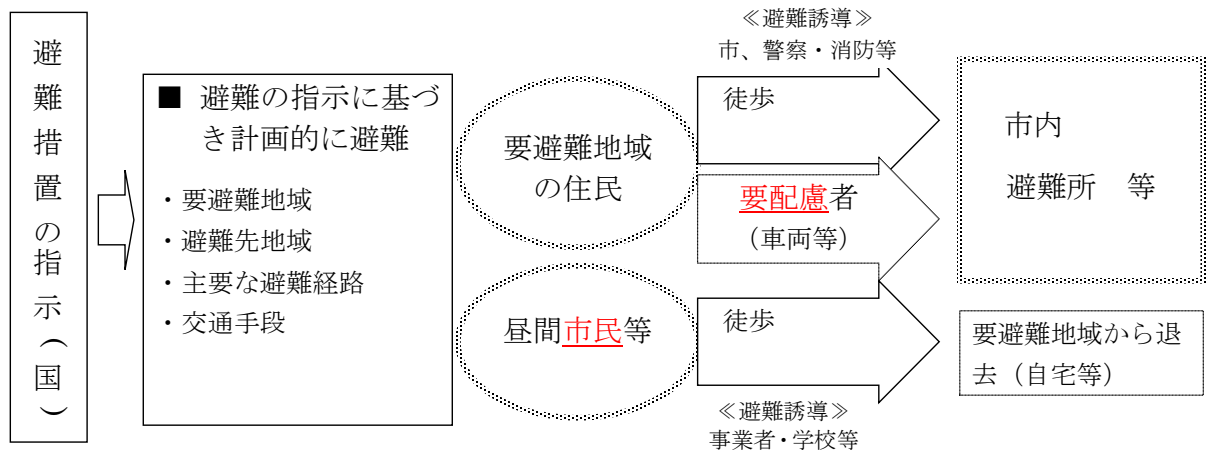 避難措置の指示（国）
■ 避難の指示に基づ
き計画的に避難
・要避難地域
・避難先地域
・主要な避難経路
・交通手段
要避難地域
の住民
昼間市民等
≪避難誘導≫
市、警察・消防等
徒歩
要配慮者
（車両等）
徒歩
≪避難誘導≫
事業者・学校等
市内
避難所　等
要避難地域から退
去（自宅等）